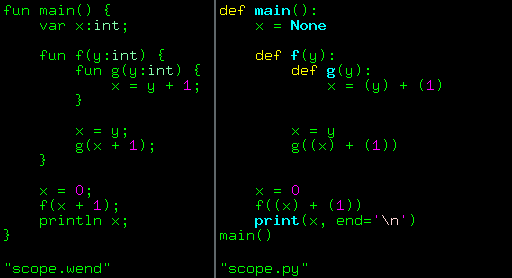 fun main() {
    var x:int;

    fun f(y:int) {
        fun g(y:int) {
            x = y + 1;
        }

        x = y;
        g(x + 1);
    }

    x = 0;
    f(x + 1);
    println x;
}

"scope.wend"
def main():
    x = None

    def f(y):
        def g(y):
            x = (y) + (1)


        x = y
        g((x) + (1))


    x = 0
    f((x) + (1))
    print(x, end='\n')
main()

"scope.py"